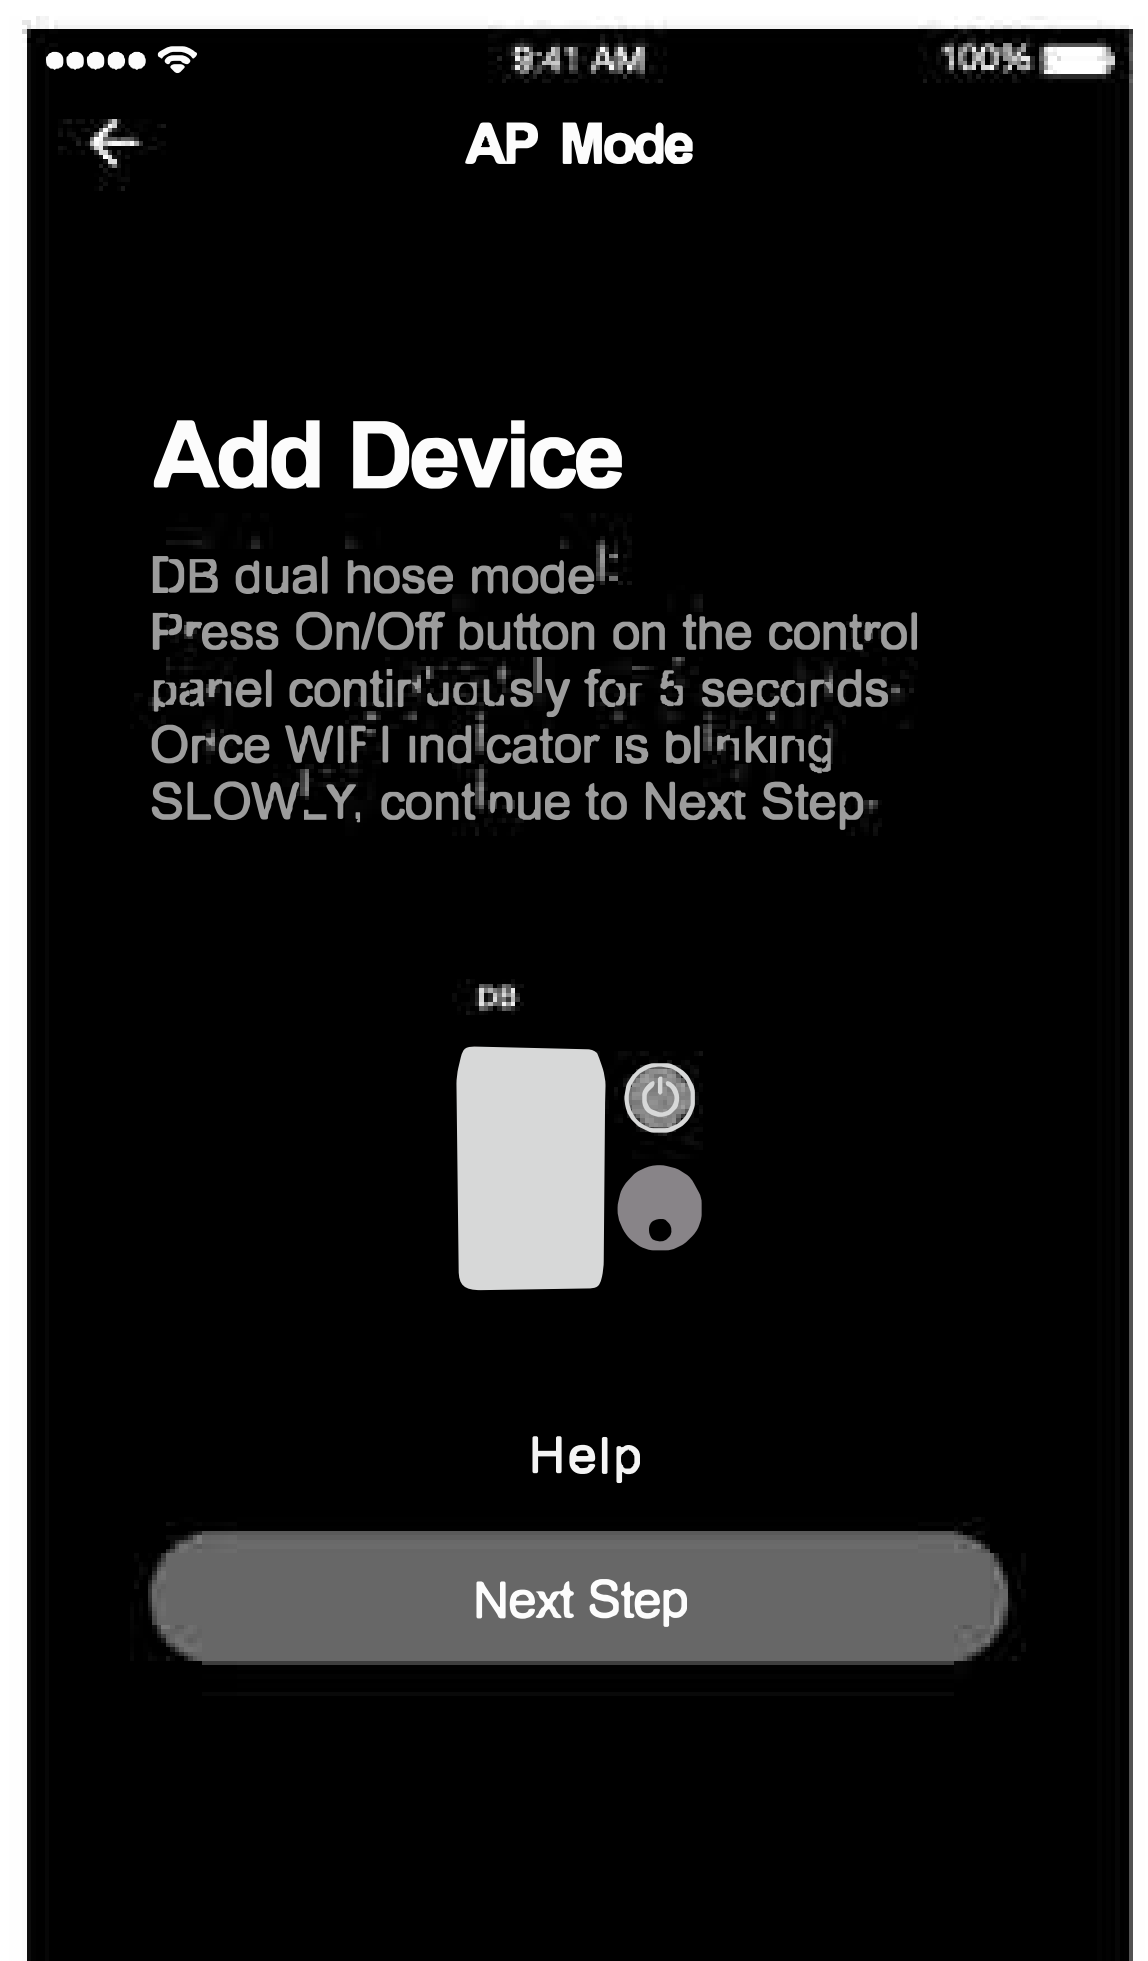 9:41 AM 100%
AP Mode
Add Device
DB dual hose model:
Press On/Off button on the control
panel continuously for 5 seconds.
Once WIFI indicator is blinking
SLOWLY, continue to Next Step.
DB
Help
Next Step